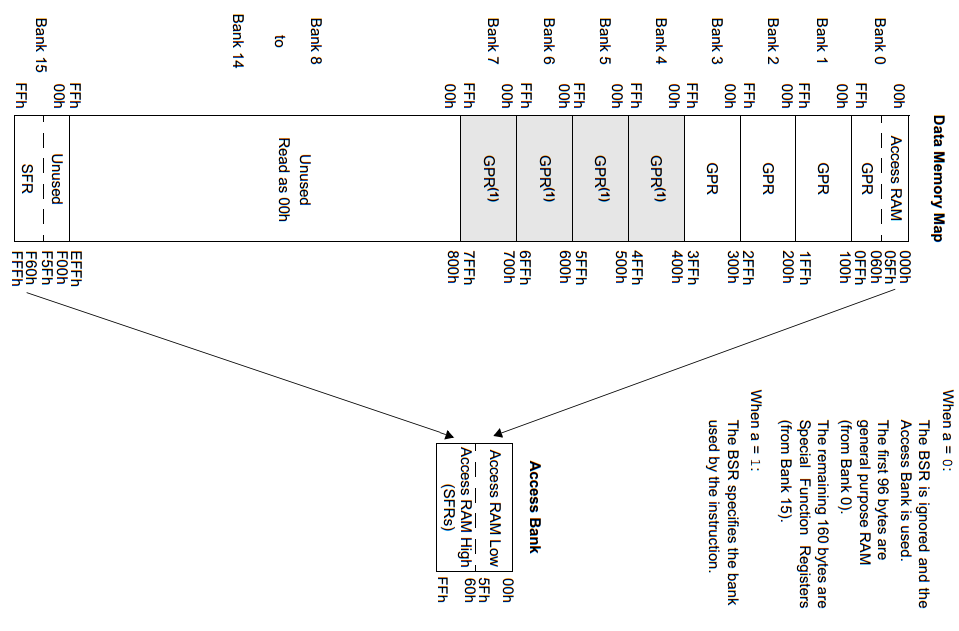 Data Memory Map
Bank 0
00h
Access RAM
000h
05Fh
GPR
060h
FFh
0FFh
Bank 1
00h
GPR
100h
FFh
1FFh
Bank 2
00h
GPR
200h
FFh
2FFh
Bank 3
00h
GPR
300h
FFh
3FFh
Bank 4
00h
GPR(1)
400h
FFh
4FFh
Bank 5
00h
GPR(1)
500h
FFh
5FFh
Bank 6
00h
GPR(1)
600h
FFh
6FFh
Bank 7
00h
GPR(1)
700h
FFh
7FFh
Bank 8
to
Bank 14
00h
Unused
Read as 00h
800h
FFh
EFFh
Bank 15
00h
Unused
F00h
F5Fh
SFR
F60h
FFh
FFFh
When a = 0:
The BSR is ignored and the
Access Bank is used.
The first 96 bytes are
general purpose RAM
(from Bank 0).
The remaining 160 bytes are
Special Function Registers
(from Bank 15).
When a = 1:
The BSR specifies the bank
used by the instruction.
Access Bank
Access RAM Low
00h
5Fh
Access RAM High
60h
(SFRs)
FFh